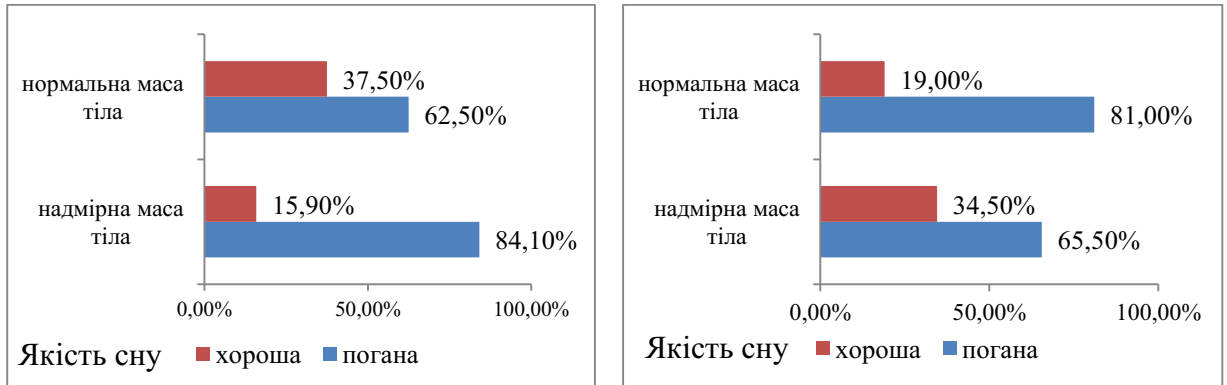 нормальна маса
тіла
37,50%
62,50%
надмірна маса
тіла
15,90%
84,10%
0,00%
50,00%
100,00%
Якість сну
хороша
погана
нормальна маса
тіла
19,00%
81,00%
надмірна маса
тіла
34,50%
65,50%
0,00%
50,00%
100,00%
Якість сну
хороша
погана